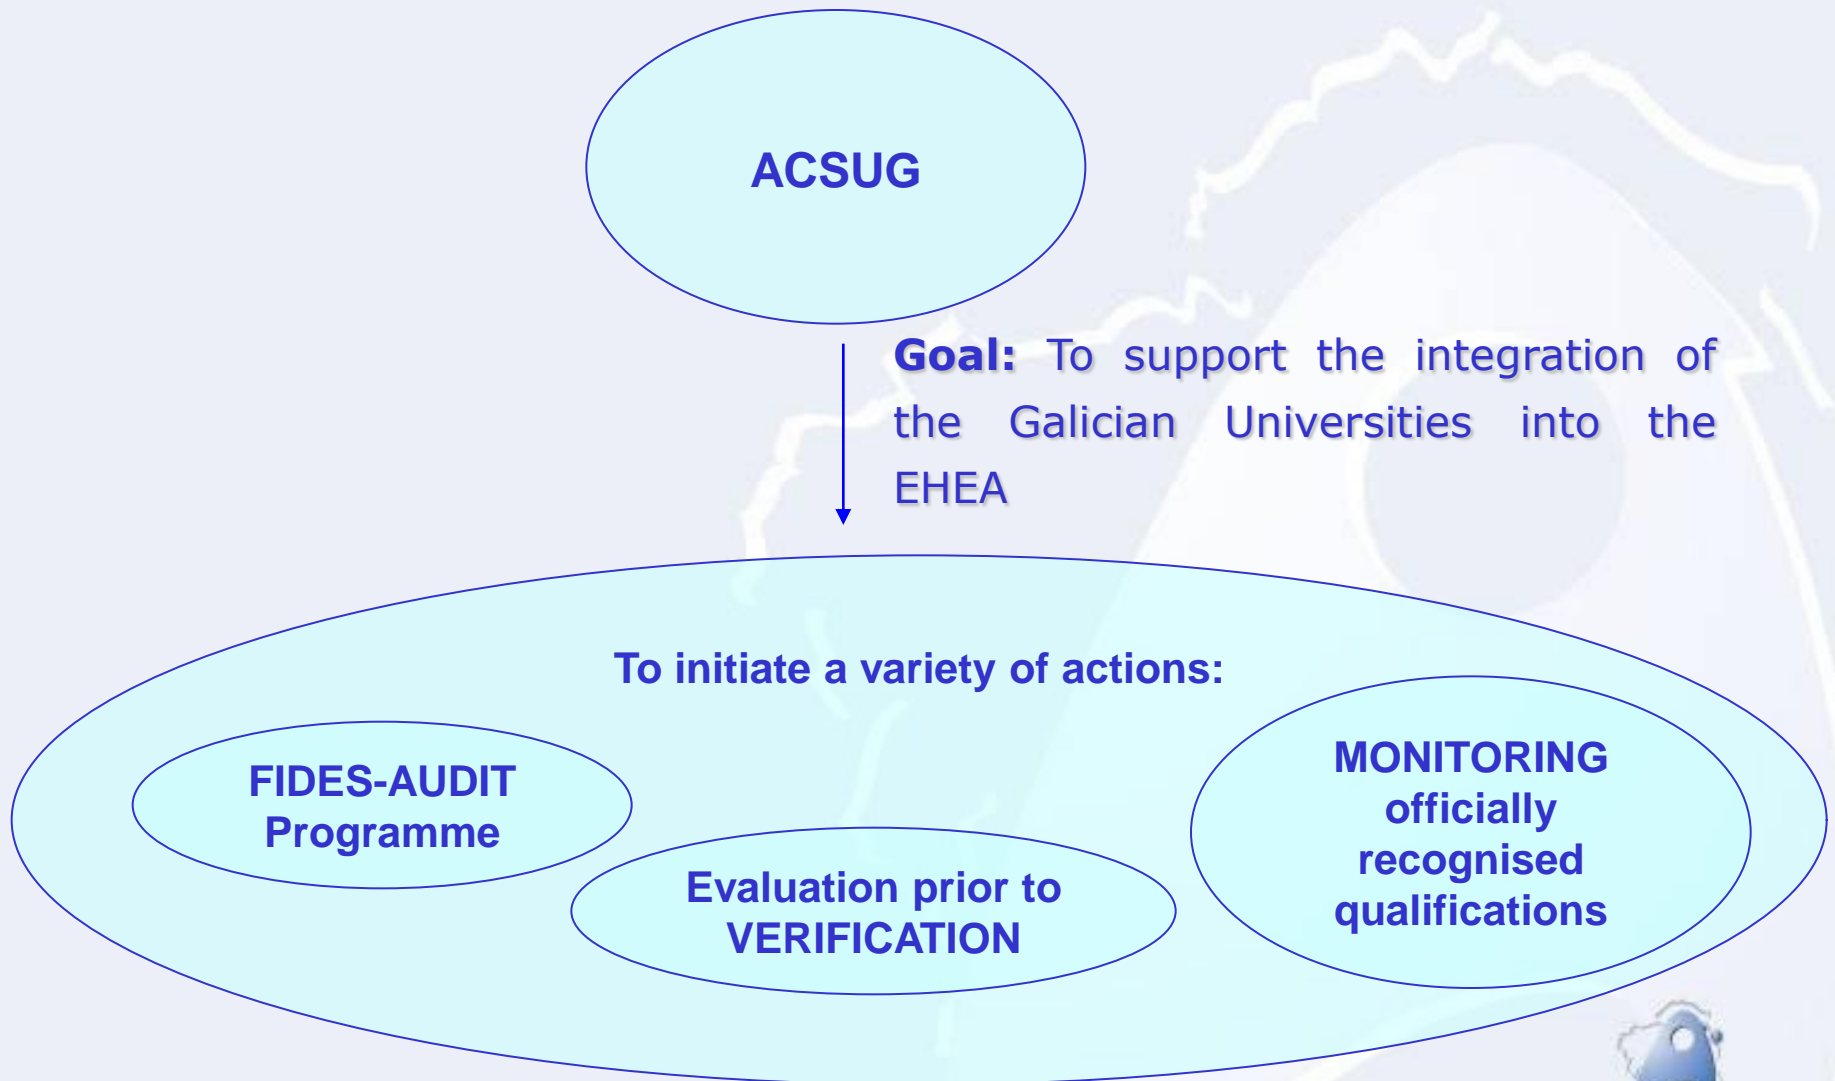 ACSUG
Goal: To support the integration of
the Galician Universities into the
EHEA
To initiate a variety of actions:
FIDES-AUDIT
Programme
Evaluation prior to
VERIFICATION
MONITORING
officially
recognised
qualifications